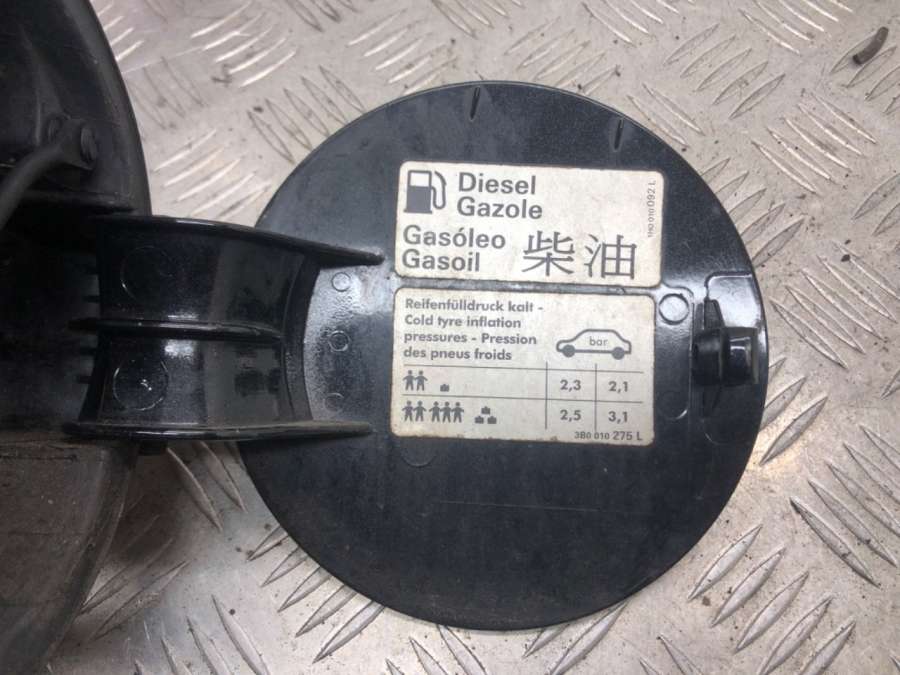 Diesel
Gazole
Gasóleo
Gasoil
柴油
1H0 010 092 L
Reifenfülldruck kalt -
Cold tyre inflation
pressures - Pression
des pneus froids
bar
2,3 2,1
2,5 3,1
3B0 010 275 L